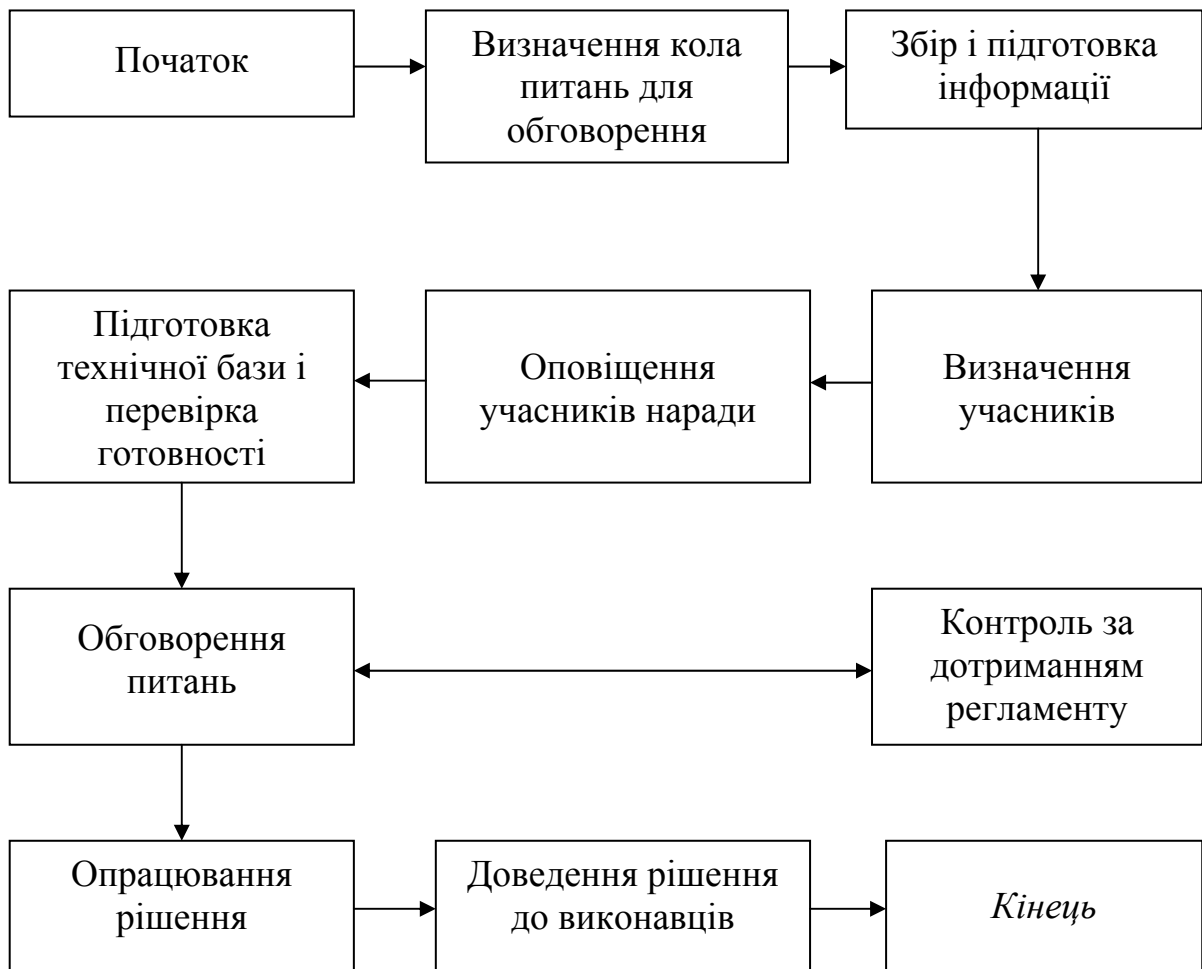 Початок
Визначення кола
питань для
обговорення
Збір і підготовка
інформації
Визначення
учасників
Оповіщення
учасників наради
Підготовка
технічної бази і
перевірка
готовності
Обговорення
питань
Контроль за
дотриманням
регламенту
Опрацювання
рішення
Доведення рішення
до виконавців
Кінець